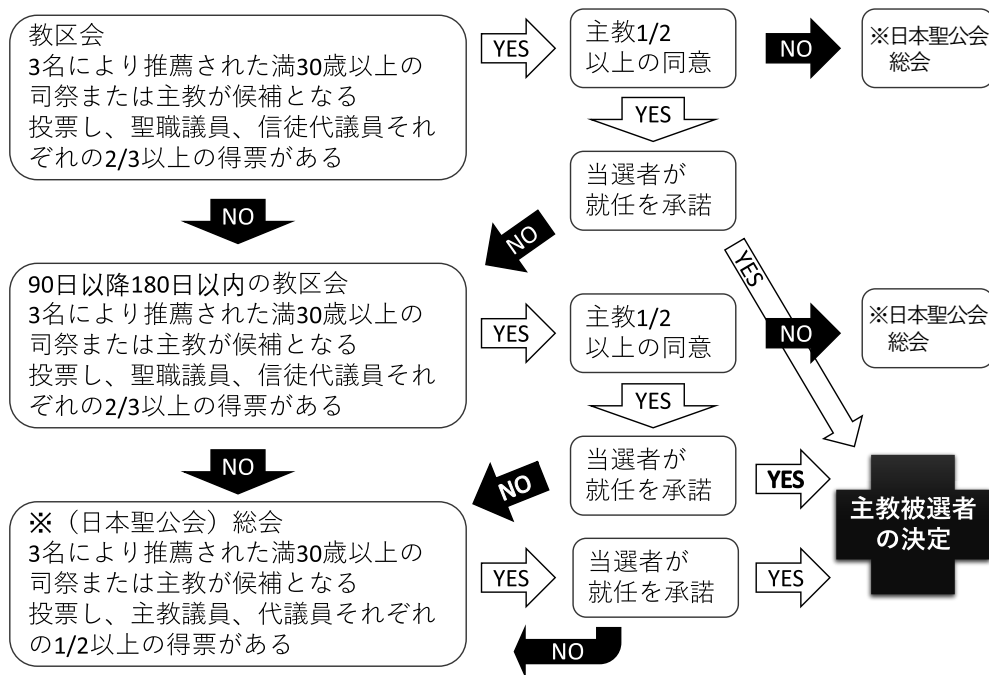 教区会
3名により推薦された満30歳以上の
司祭または主教が候補となる
投票し、聖職議員、信徒代議員それ
ぞれの2/3以上の得票がある
YES
主教1/2
以上の同意
NO
※日本聖公会
総会
YES
当選者が
就任を承諾
NO
NO
YES
90日以降180日以内の教区会
3名により推薦された満30歳以上の
司祭または主教が候補となる
投票し、聖職議員、信徒代議員それ
ぞれの2/3以上の得票がある
YES
主教1/2
以上の同意
NO
※日本聖公会
総会
YES
当選者が
就任を承諾
NO
NO
YES
主教被選者
の決定
※（日本聖公会）総会
3名により推薦された満30歳以上の
司祭または主教が候補となる
投票し、主教議員、代議員それぞれ
の1/2以上の得票がある
YES
当選者が
就任を承諾
YES
NO